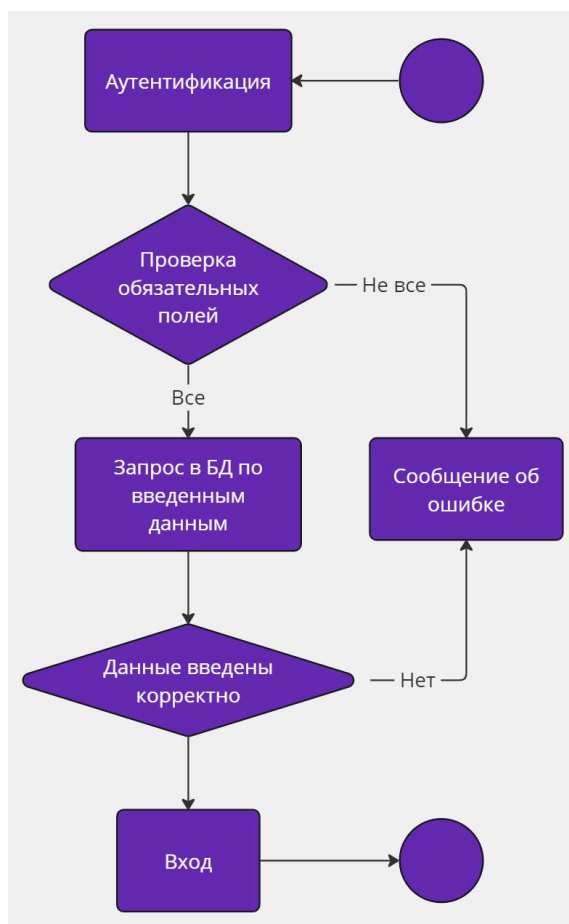 Аутентификация
Проверка
обязательных
полей
Не все
Все
Запрос в БД по
введенным
данным
Сообщение об
ошибке
Данные введены
корректно
Нет
Вход